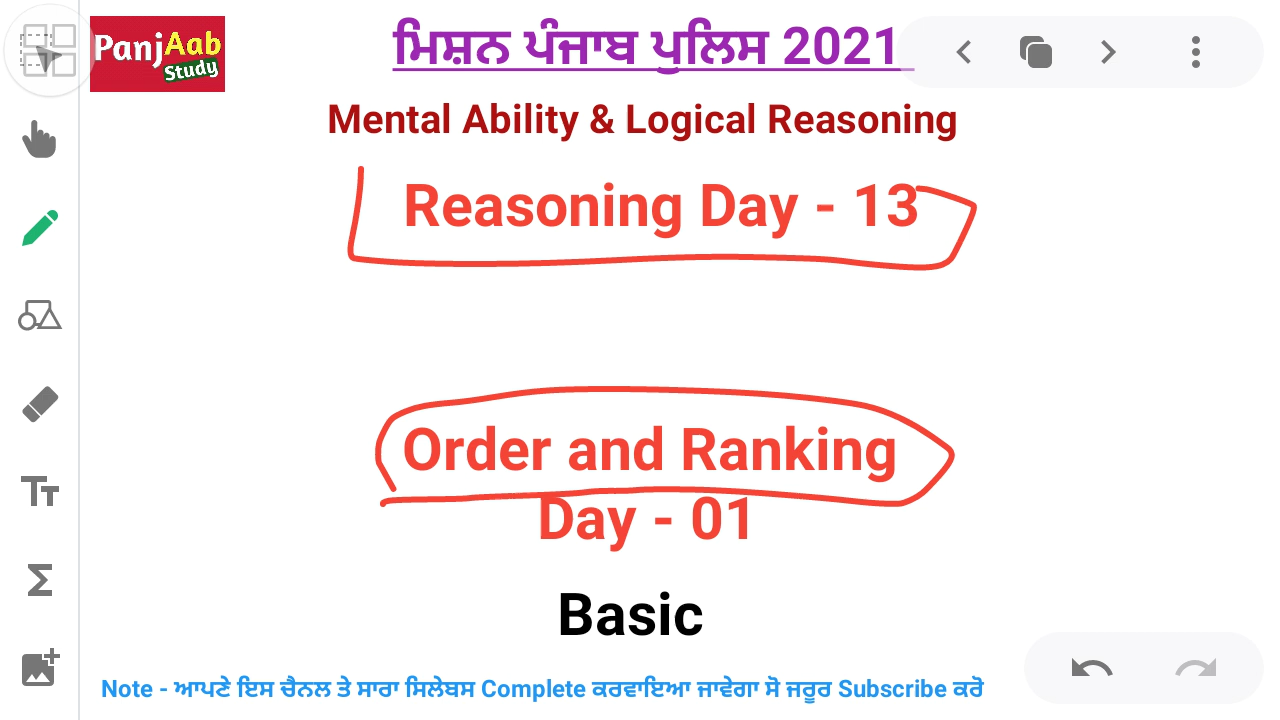 PanjAab
Study
ਮਿਸ਼ਨ ਪੰਜਾਬ ਪੁਲਿਸ 2021
Mental Ability & Logical Reasoning
Reasoning Day - 13
Order and Ranking
Day - 01
Basic
Note - ਆਪਣੇ ਇਸ ਚੈਨਲ ਤੇ ਸਾਰਾ ਸਿਲੇਬਸ Complete ਕਰਵਾਇਆ ਜਾਵੇਗਾ ਸੋ ਜਰੂਰ Subscribe ਕਰੋ